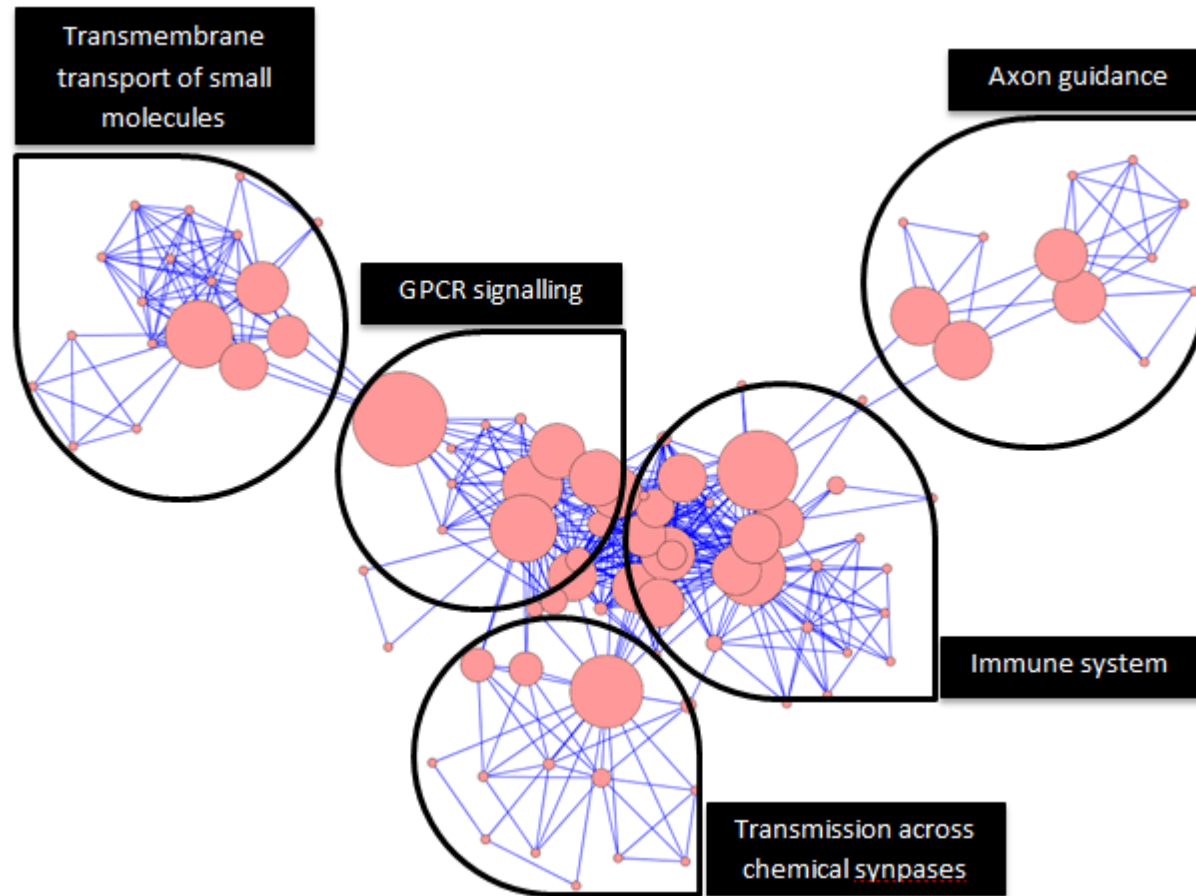 Transmembrane
transport of small
molecules
Axon guidance
GPCR signalling
Immune system
Transmission across
chemical synpases